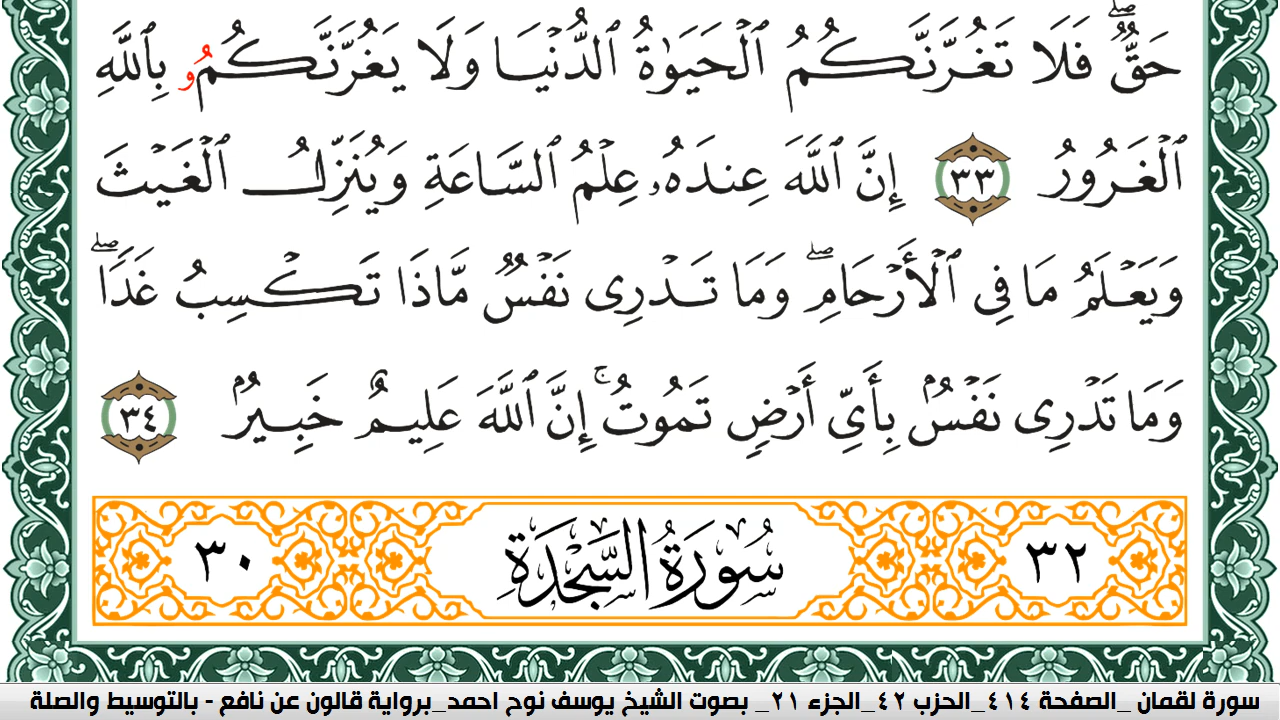 حَقٌّۖ فَلَا تَغُرَّنَّكُمُ ٱلۡحَيَوٰةُ ٱلدُّنۡيَا وَلَا يَغُرَّنَّكُمُو بِٱللَّهِ
ٱلۡغَرُورُ ٣٣ إِنَّ ٱللَّهَ عِندَهُۥ عِلۡمُ ٱلسَّاعَةِ وَيُنَزِّلُ ٱلۡغَيۡثَ
وَيَعۡلَمُ مَا فِي ٱلۡأَرۡحَامِۖ وَمَا تَدۡرِي نَفۡسٌ مَّاذَا تَكۡسِبُ غَدٗاۖ
وَمَا تَدۡرِي نَفۡسُۢ بِأَيِّ أَرۡضٖ تَمُوتُۚ إِنَّ ٱللَّهَ عَلِيمٌ خَبِيرُۢ ٣٤
٣٢ سُورَةُ السَّجْدَةِ ٣٠
سورة لقمان _الصفحة ٤١٤_الحزب ٤٢_الجزء ٢١_ بصوت الشيخ يوسف نوح احمد_برواية قالون عن نافع - بالتوسيط والصلة